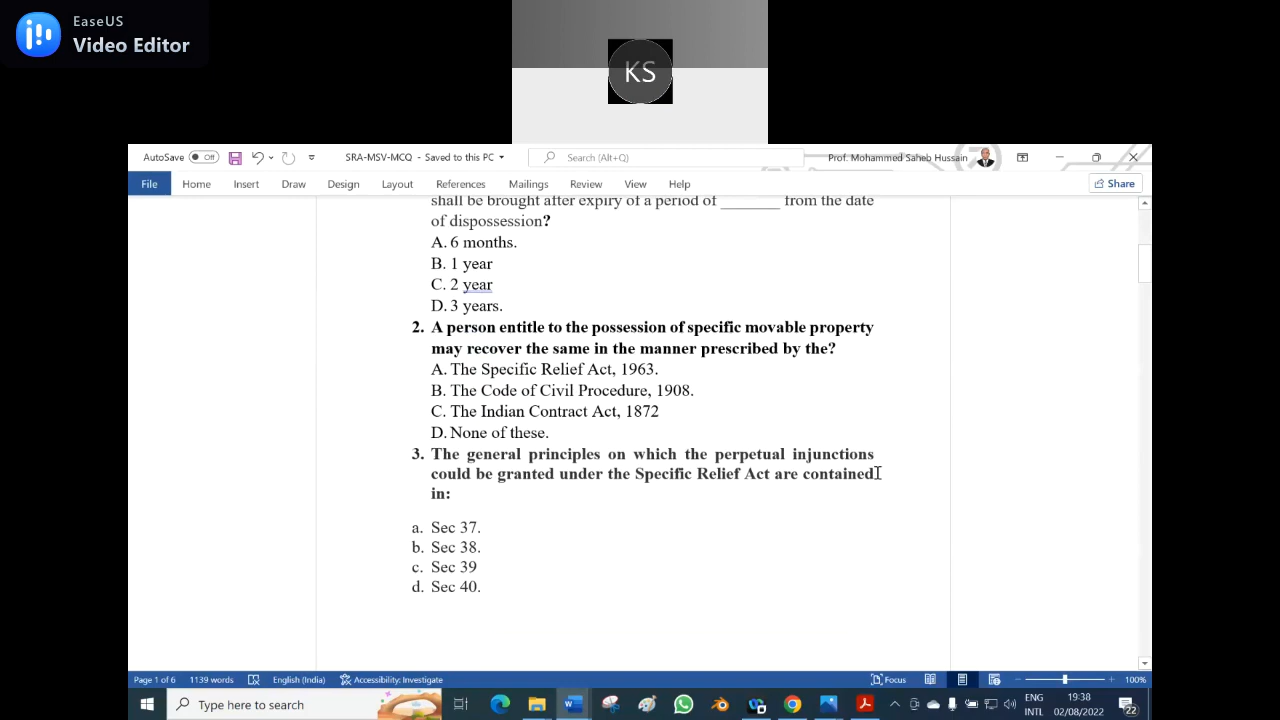 EaseUS
Video Editor
KS
AutoSave Off
SRA-MSV-MCQ - Saved to this PC
Search (Alt+Q)
Prof. Mohammed Saheb Hussain
File Home Insert Draw Design Layout References Mailings Review View Help Share
shall be brought after expiry of a period of _______ from the date
of dispossession?
A. 6 months.
B. 1 year
C. 2 year
D. 3 years.
2. A person entitle to the possession of specific movable property
may recover the same in the manner prescribed by the?
A. The Specific Relief Act, 1963.
B. The Code of Civil Procedure, 1908.
C. The Indian Contract Act, 1872
D. None of these.
3. The general principles on which the perpetual injunctions
could be granted under the Specific Relief Act are contained
in:
a. Sec 37.
b. Sec 38.
c. Sec 39
d. Sec 40.
Page 1 of 6 1139 words English (India) Accessibility: Investigate Focus 100%
Type here to search
ENG
INTL
19:38
02/08/2022
22